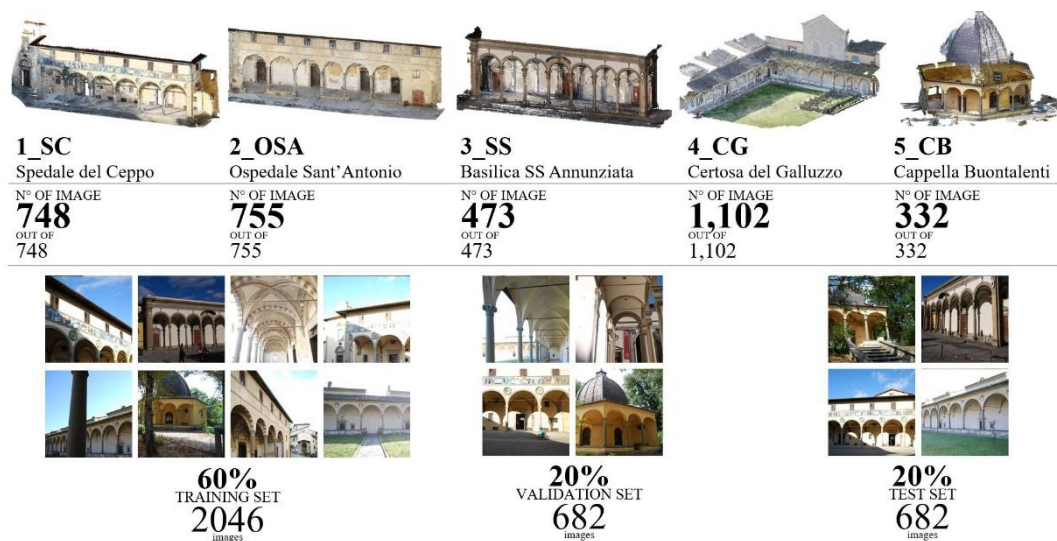 1_SC
Spedale del Ceppo
N° OF IMAGE
748
OUT OF
748
2_OSA
Ospedale Sant'Antonio
N° OF IMAGE
755
OUT OF
755
3_SS
Basilica SS Annunziata
N° OF IMAGE
473
OUT OF
473
4_CG
Certosa del Galluzzo
N° OF IMAGE
1,102
OUT OF
1,102
5_CB
Cappella Buontalenti
N° OF IMAGE
332
OUT OF
332
60%
TRAINING SET
2046
images
20%
VALIDATION SET
682
images
20%
TEST SET
682
images